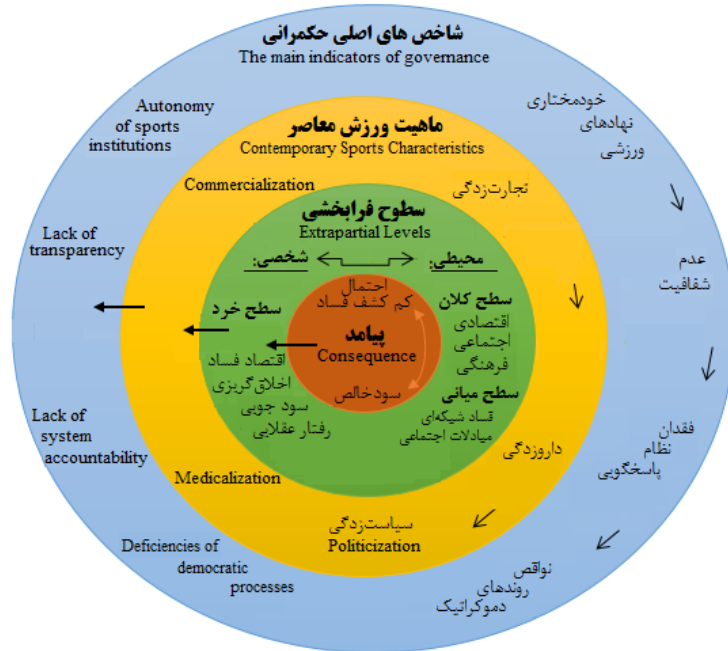 شاخص های اصلی حکمرانی
The main indicators of governance
Autonomy
of sports
institutions
خودمختاری
نهادهای
ورزشی
ماهیت ورزش معاصر
Contemporary Sports Characteristics
Commercialization
تجارت‌زدگی
سطوح فرابخشی
Extrapartial Levels
شخصی:
محیطی:
Lack of
transparency
عدم
شفافیت
احتمال
کم کشف فساد
پیامد
Consequence
سودخالص
سطح خرد
اقتصاد فساد
اخلاق‌گریزی
سود جویی
رفتار عقلایی
سطح کلان
اقتصادی
اجتماعی
فرهنگی
سطح میانی
فساد شبکه‌ای
مبادلات اجتماعی
Lack of
system
accountability
فقدان
نظام
پاسخگویی
Medicalization
داروزدگی
سیاست‌زدگی
Politicization
Deficiencies of
democratic
processes
نواقص
روندهای
دموکراتیک